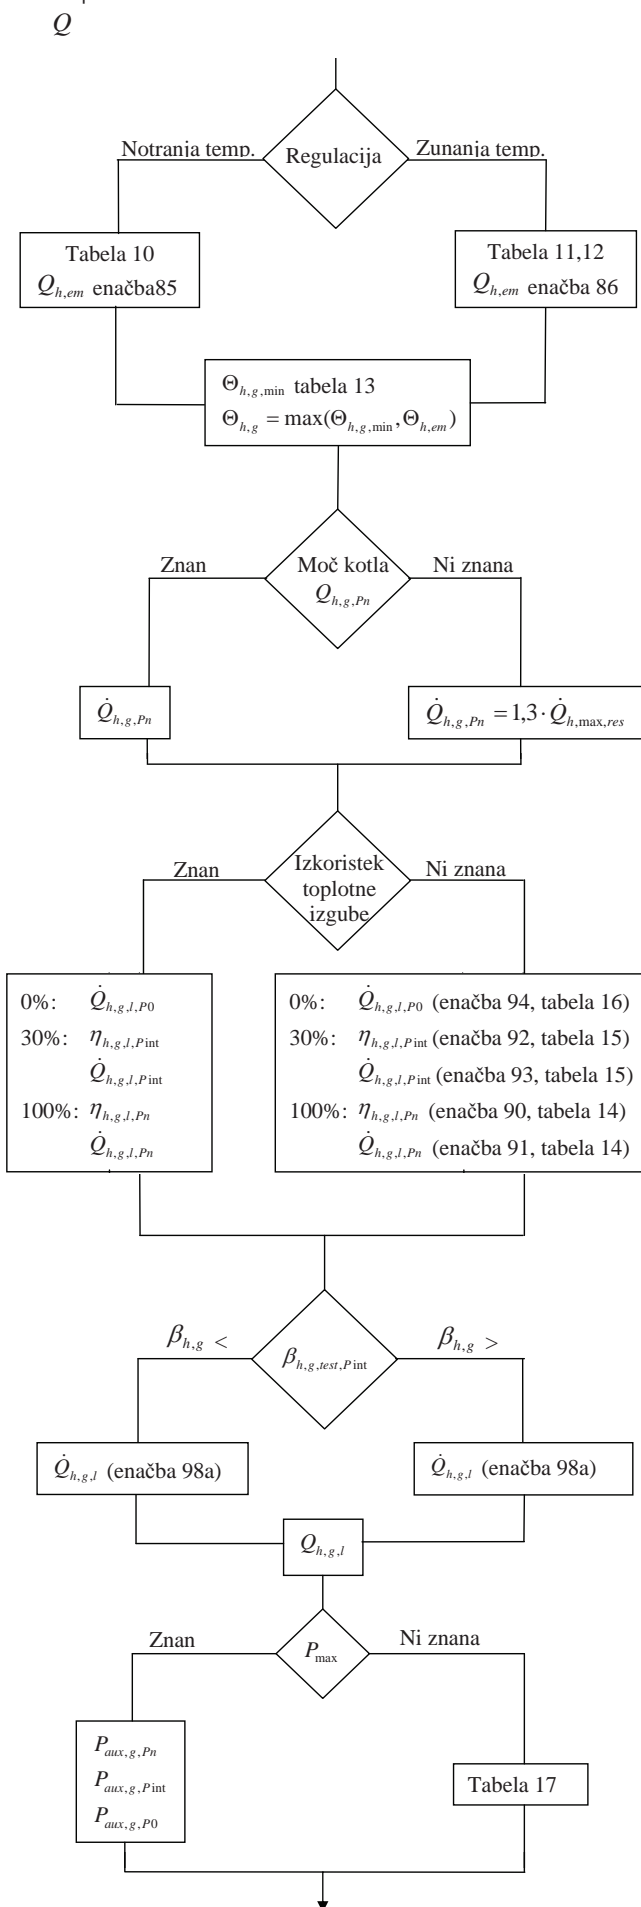 Q
Notranja temp.
Regulacija
Zunanja temp.
Tabela 10
Q_{h,em} enačba85
Tabela 11,12
Q_{h,em} enačba 86
Θ_{h,g,min} tabela 13
Θ_{h,g} = max(Θ_{h,g,min}, Θ_{h,em})
Znan
Moč kotla
Q_{h,g,Pn}
Ni znana
Q̇_{h,g,Pn}
Q̇_{h,g,Pn} = 1,3 · Q̇_{h,max,res}
Znan
Izkoristek
toplotne
izgube
Ni znana
0%: Q̇_{h,g,l,P0}
30%: η_{h,g,l,Pint}
Q̇_{h,g,l,Pint}
100%: η_{h,g,l,Pn}
Q̇_{h,g,l,Pn}
0%: Q̇_{h,g,l,P0} (enačba 94, tabela 16)
30%: η_{h,g,l,Pint} (enačba 92, tabela 15)
Q̇_{h,g,l,Pint} (enačba 93, tabela 15)
100%: η_{h,g,l,Pn} (enačba 90, tabela 14)
Q̇_{h,g,l,Pn} (enačba 91, tabela 14)
β_{h,g} <
β_{h,g,test,Pint}
β_{h,g} >
Q̇_{h,g,l} (enačba 98a)
Q̇_{h,g,l} (enačba 98a)
Q_{h,g,l}
Znan
P_{max}
Ni znana
P_{aux,g,Pn}
P_{aux,g,Pint}
P_{aux,g,P0}
Tabela 17